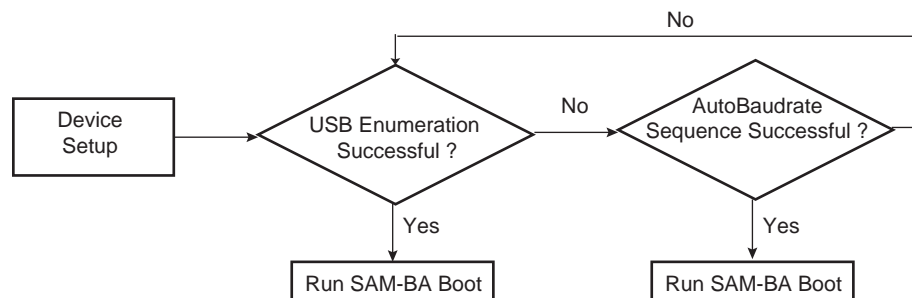 No
Device
Setup
USB Enumeration
Successful ?
No
AutoBaudrate
Sequence Successful ?
Yes
Yes
Run SAM-BA Boot
Run SAM-BA Boot